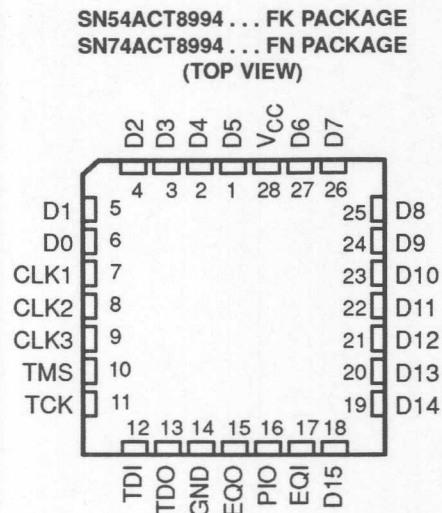 SN54ACT8994 . . . FK PACKAGE
SN74ACT8994 . . . FN PACKAGE
(TOP VIEW)
D2 D3 D4 D5 VCC D6 D7
4 3 2 1 28 27 26
D1 5 25 D8
D0 6 24 D9
CLK1 7 23 D10
CLK2 8 22 D11
CLK3 9 21 D12
TMS 10 20 D13
TCK 11 19 D14
12 13 14 15 16 17 18
TDI TDO GND EQO PIO EQI D15